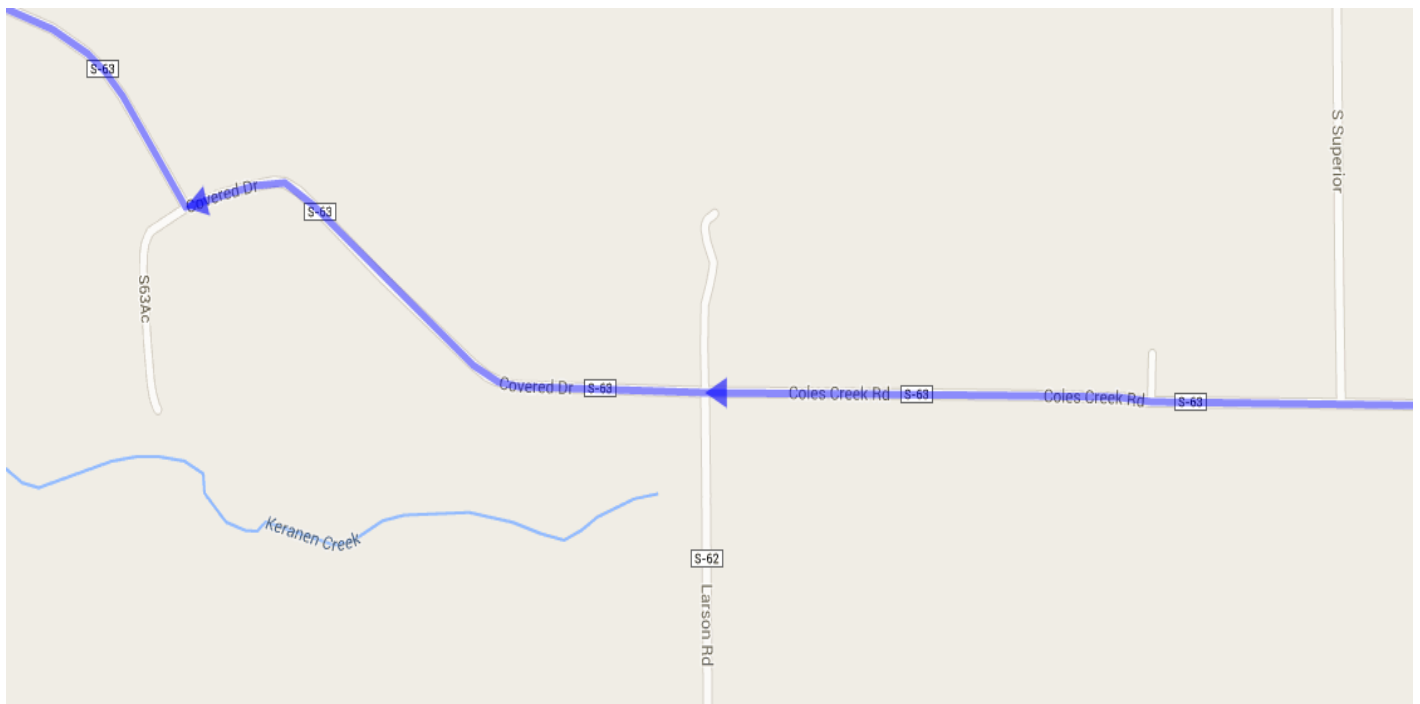 S-63
S Superior
Covered Dr
S-63
S63Ac
Covered Dr
S-63
Coles Creek Rd
S-63
Coles Creek Rd
S-63
Keranen Creek
S-62
Larson Rd